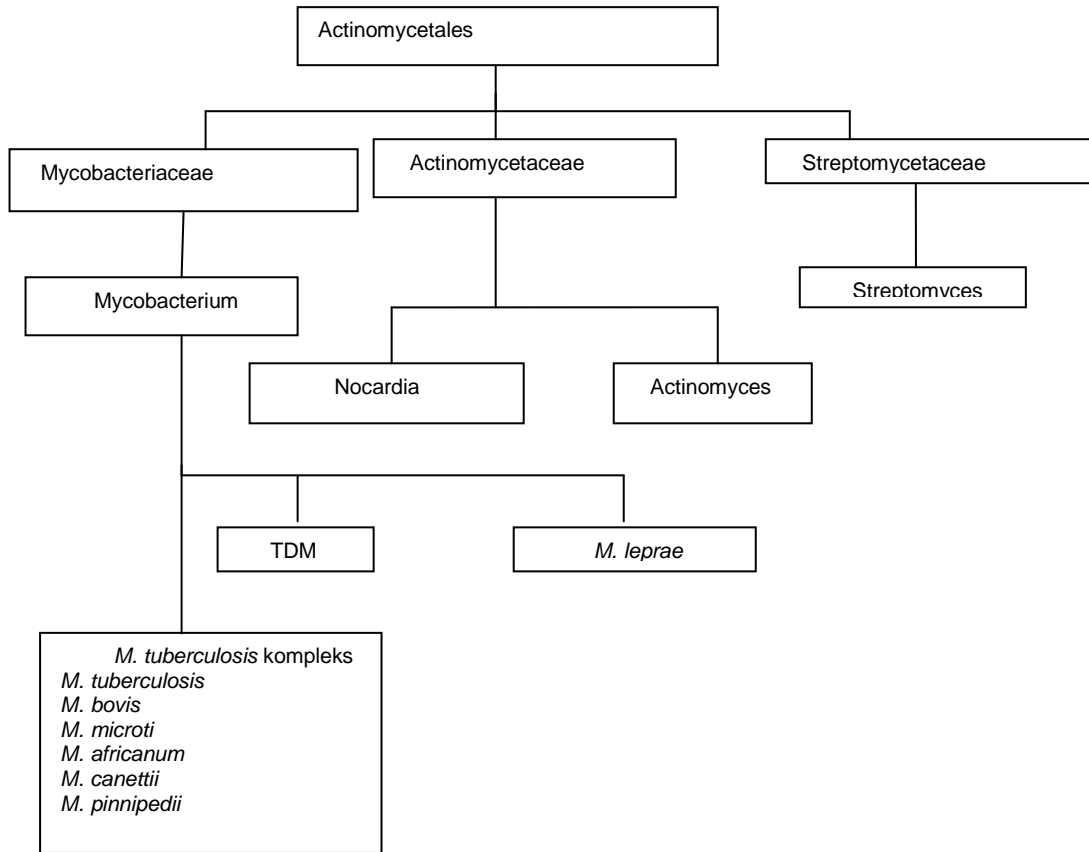 Actinomycetales
Mycobacteriaceae
Actinomycetaceae
Streptomycetaceae
Mycobacterium
Streptomyces
Nocardia
Actinomyces
TDM
M. leprae
M. tuberculosis kompleks
M. tuberculosis
M. bovis
M. microti
M. africanum
M. canettii
M. pinnipedii